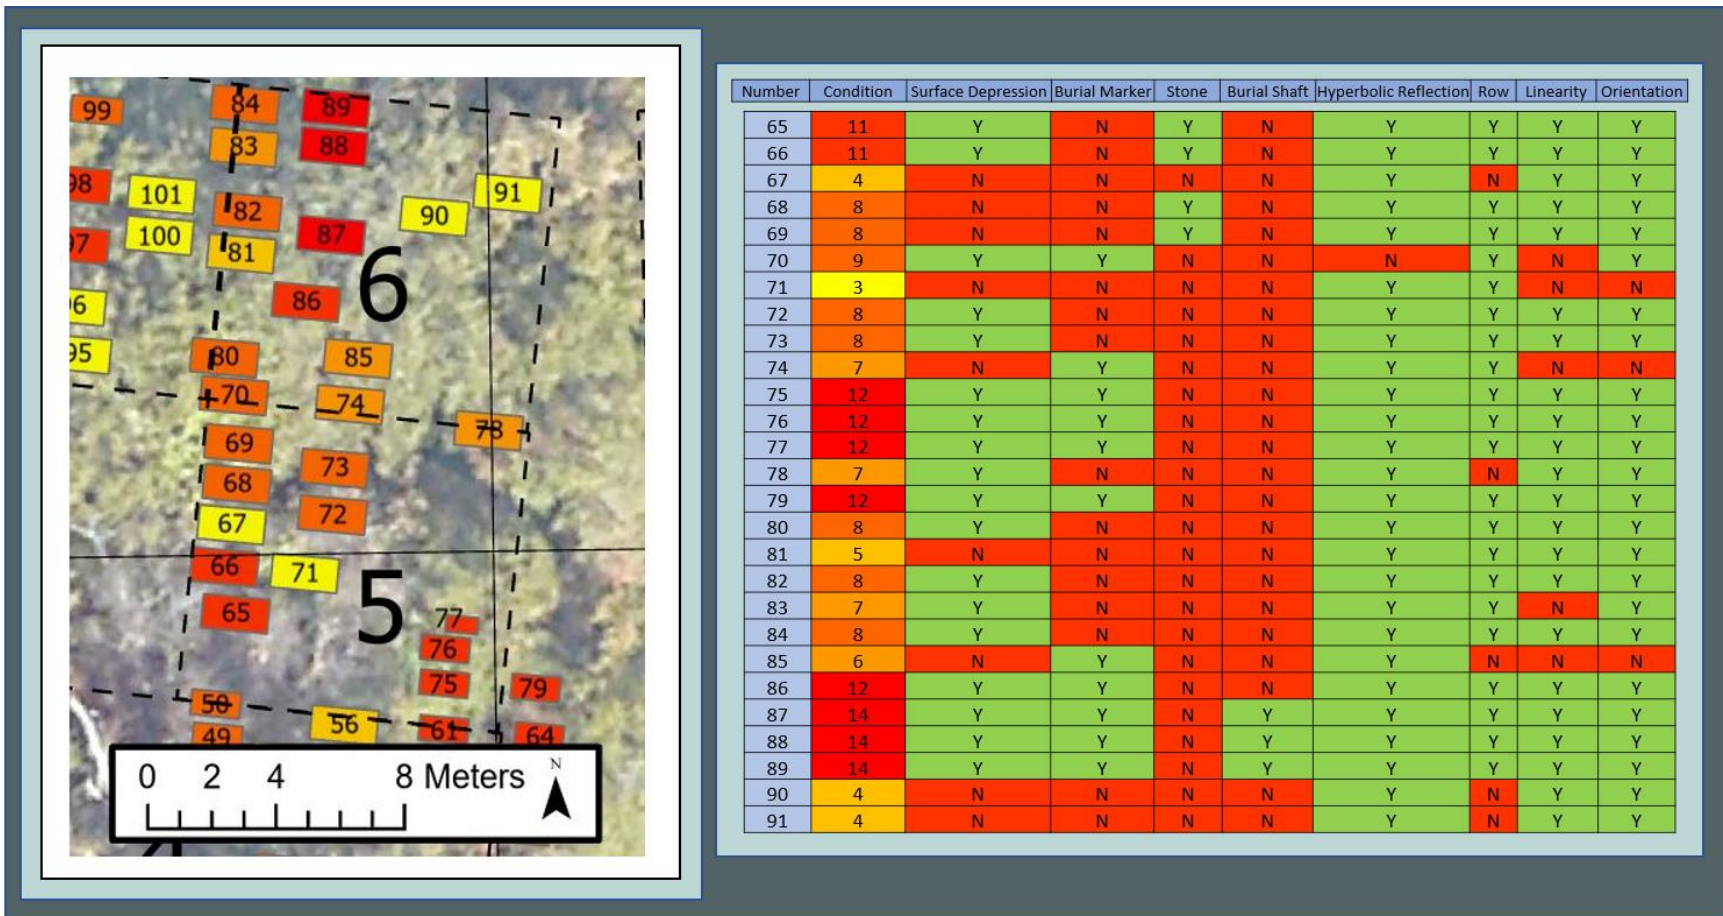 99 84 89
83 88
98 101 91
82 90
97 100 87
81
6
86
96
95 80 85
70 74
78
69 73
68
72
67
66 71
5
65
77
76
75 79
50 56 61 64
49
0 2 4 8 Meters N
Number Condition Surface Depression Burial Marker Stone Burial Shaft Hyperbolic Reflection Row Linearity Orientation
65 11 Y N Y N Y Y Y Y
66 11 Y N Y N Y Y Y Y
67 4 N N N N Y N Y Y
68 8 N N Y N Y Y Y Y
69 8 N N Y N Y Y Y Y
70 9 Y Y N N N Y N Y
71 3 N N N N Y Y N N
72 8 Y N N N Y Y Y Y
73 8 Y N N N Y Y Y Y
74 7 N Y N N Y Y N N
75 12 Y Y N N Y Y Y Y
76 12 Y Y N N Y Y Y Y
77 12 Y Y N N Y Y Y Y
78 7 Y N N N Y N Y Y
79 12 Y Y N N Y Y Y Y
80 8 Y N N N Y Y Y Y
81 5 N N N N Y Y Y Y
82 8 Y N N N Y Y Y Y
83 7 Y N N N Y Y N Y
84 8 Y N N N Y Y Y Y
85 6 N Y N N Y N N N
86 12 Y Y N N Y Y Y Y
87 14 Y Y N Y Y Y Y Y
88 14 Y Y N Y Y Y Y Y
89 14 Y Y N Y Y Y Y Y
90 4 N N N N Y N Y Y
91 4 N N N N Y N Y Y